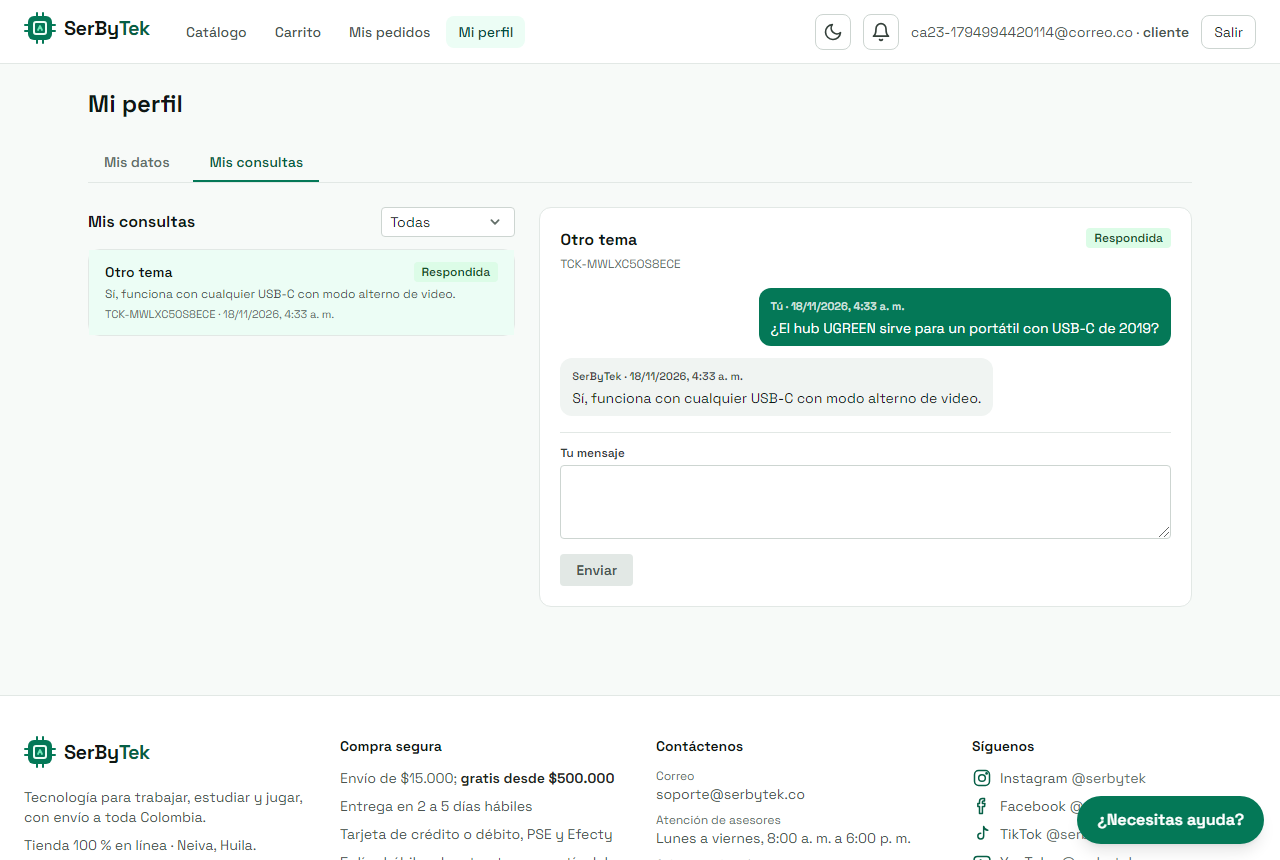 SerByTek
Catálogo
Carrito
Mis pedidos
Mi perfil
ca23-1794994420114@correo.co · cliente
Salir
Mi perfil
Mis datos
Mis consultas
Mis consultas
Todas
Otro tema
Respondida
Sí, funciona con cualquier USB-C con modo alterno de video.
TCK-MWLXC5OS8ECE · 18/11/2026, 4:33 a. m.
Otro tema
Respondida
TCK-MWLXC5OS8ECE
Tú · 18/11/2026, 4:33 a. m.
¿El hub UGREEN sirve para un portátil con USB-C de 2019?
SerByTek · 18/11/2026, 4:33 a. m.
Sí, funciona con cualquier USB-C con modo alterno de video.
Tu mensaje
Enviar
SerByTek
Tecnología para trabajar, estudiar y jugar,
con envío a toda Colombia.
Tienda 100 % en línea · Neiva, Huila.
Compra segura
Envío de $15.000; gratis desde $500.000
Entrega en 2 a 5 días hábiles
Tarjeta de crédito o débito, PSE y Efecty
Contáctenos
Correo
soporte@serbytek.co
Atención de asesores
Lunes a viernes, 8:00 a. m. a 6:00 p. m.
Síguenos
Instagram @serbytek
Facebook @
TikTok @ser
¿Necesitas ayuda?